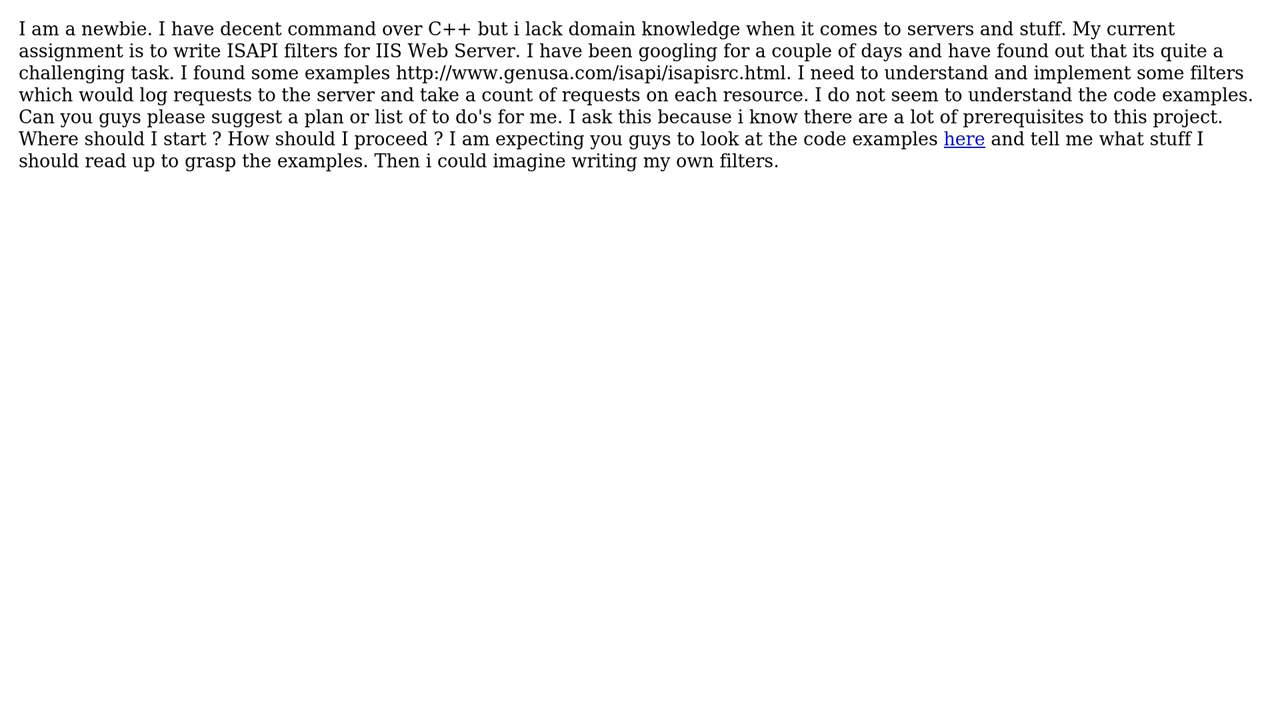 I am a newbie. I have decent command over C++ but i lack domain knowledge when it comes to servers and stuff. My current
assignment is to write ISAPI filters for IIS Web Server. I have been googling for a couple of days and have found out that its quite a
challenging task. I found some examples http://www.genusa.com/isapi/isapisrc.html. I need to understand and implement some filters
which would log requests to the server and take a count of requests on each resource. I do not seem to understand the code examples.
Can you guys please suggest a plan or list of to do's for me. I ask this because i know there are a lot of prerequisites to this project.
Where should I start ? How should I proceed ? I am expecting you guys to look at the code examples here and tell me what stuff I
should read up to grasp the examples. Then i could imagine writing my own filters.